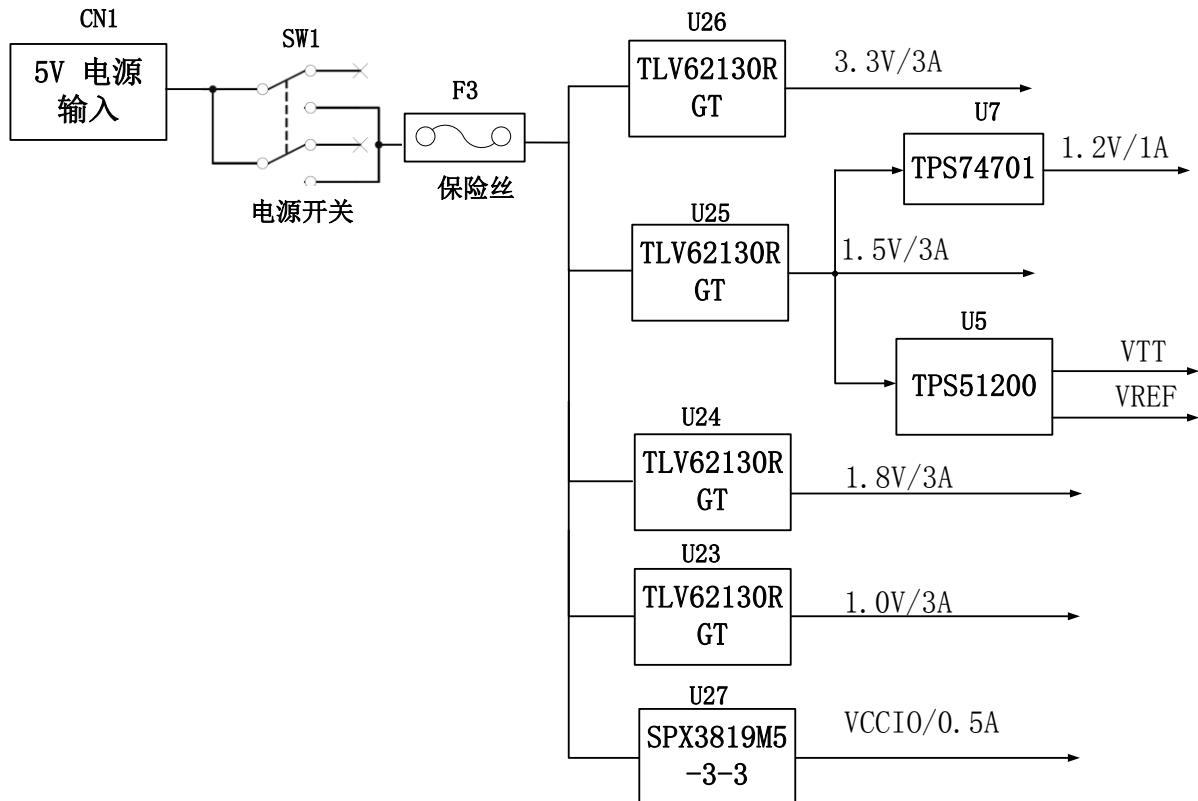 CN1
5V 电源
输入
SW1
电源开关
F3
保险丝
U26
TLV62130R
GT
3.3V/3A
U7
TPS74701
1.2V/1A
U25
TLV62130R
GT
1.5V/3A
U5
TPS51200
VTT
VREF
U24
TLV62130R
GT
1.8V/3A
U23
TLV62130R
GT
1.0V/3A
U27
SPX3819M5
-3-3
VCCIO/0.5A